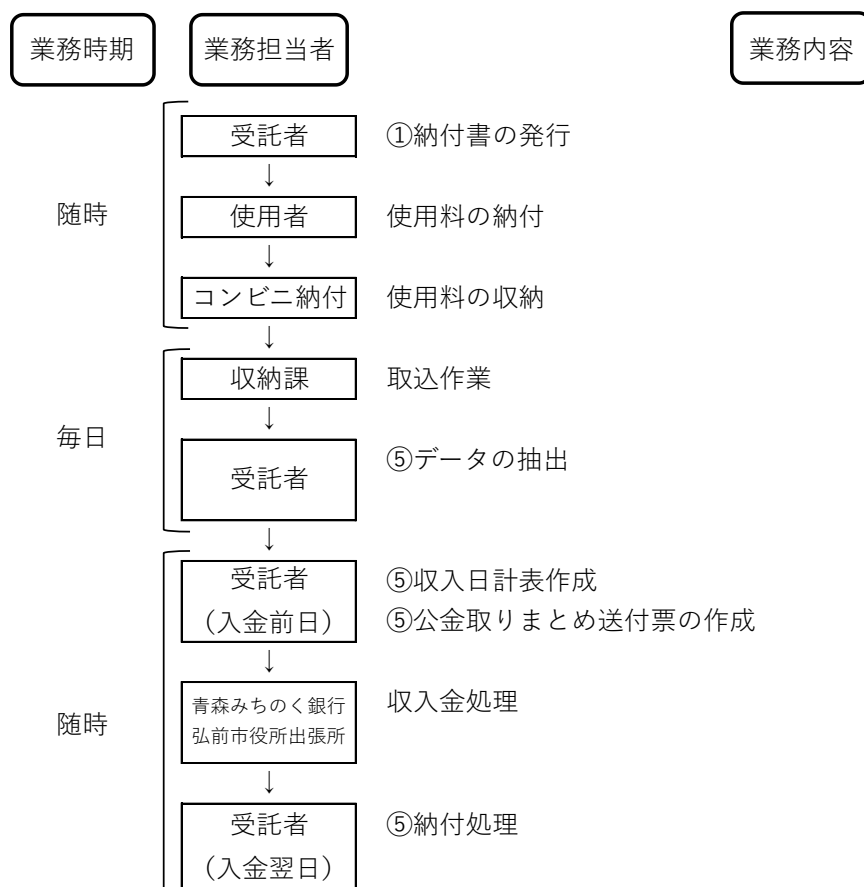 業務時期 業務担当者 業務内容
受託者 ①納付書の発行
↓
随時 使用者 使用料の納付
↓
コンビニ納付 使用料の収納
↓
収納課 取込作業
↓
毎日
受託者 ⑤データの抽出
↓
受託者 ⑤収入日計表作成
(入金前日) ⑤公金取りまとめ送付票の作成
↓
青森みちのく銀行 収入金処理
随時 弘前市役所出張所
↓
受託者 ⑤納付処理
(入金翌日)